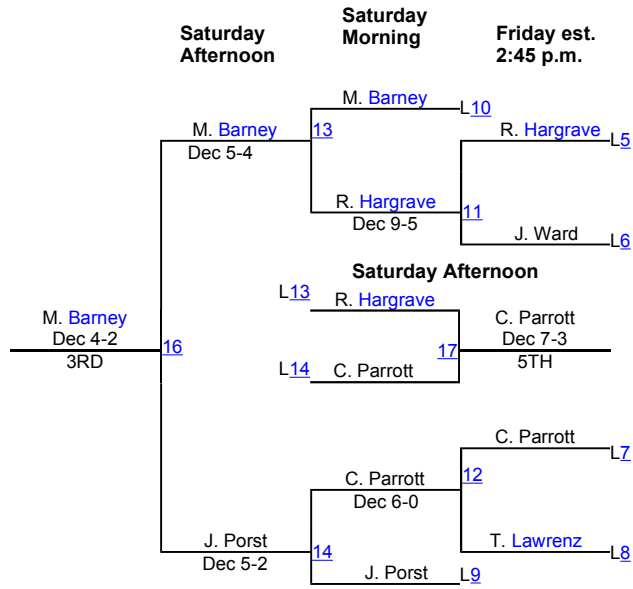 Saturday
Afternoon
Saturday
Morning
Friday est.
2:45 p.m.
M. Barney
L10
M. Barney
13
R. Hargrave
L5
Dec 5-4
R. Hargrave
11
Dec 9-5
J. Ward
L6
Saturday Afternoon
L13
R. Hargrave
M. Barney
C. Parrott
Dec 4-2
16
17
Dec 7-3
3RD
5TH
L14
C. Parrott
C. Parrott
L7
C. Parrott
12
Dec 6-0
J. Porst
14
T. Lawrenz
L8
Dec 5-2
J. Porst
L9